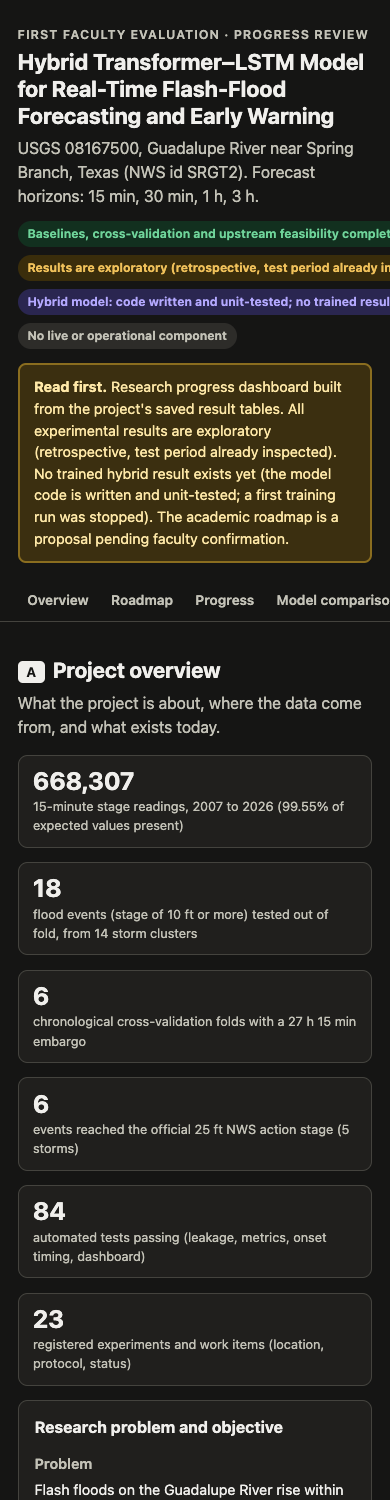 FIRST FACULTY EVALUATION · PROGRESS REVIEW
Hybrid Transformer–LSTM Model
for Real-Time Flash-Flood
Forecasting and Early Warning
USGS 08167500, Guadalupe River near Spring
Branch, Texas (NWS id SRGT2). Forecast
horizons: 15 min, 30 min, 1 h, 3 h.
Baselines, cross-validation and upstream feasibility complet
Results are exploratory (retrospective, test period already in
Hybrid model: code written and unit-tested; no trained resul
No live or operational component
Read first. Research progress dashboard built
from the project's saved result tables. All
experimental results are exploratory
(retrospective, test period already inspected).
No trained hybrid result exists yet (the model
code is written and unit-tested; a first training
run was stopped). The academic roadmap is a
proposal pending faculty confirmation.
Overview Roadmap Progress Model compariso
A Project overview
What the project is about, where the data come
from, and what exists today.
668,307
15-minute stage readings, 2007 to 2026 (99.55% of
expected values present)
18
flood events (stage of 10 ft or more) tested out of
fold, from 14 storm clusters
6
chronological cross-validation folds with a 27 h 15 min
embargo
6
events reached the official 25 ft NWS action stage (5
storms)
84
automated tests passing (leakage, metrics, onset
timing, dashboard)
23
registered experiments and work items (location,
protocol, status)
Research problem and objective
Problem
Flash floods on the Guadalupe River rise within